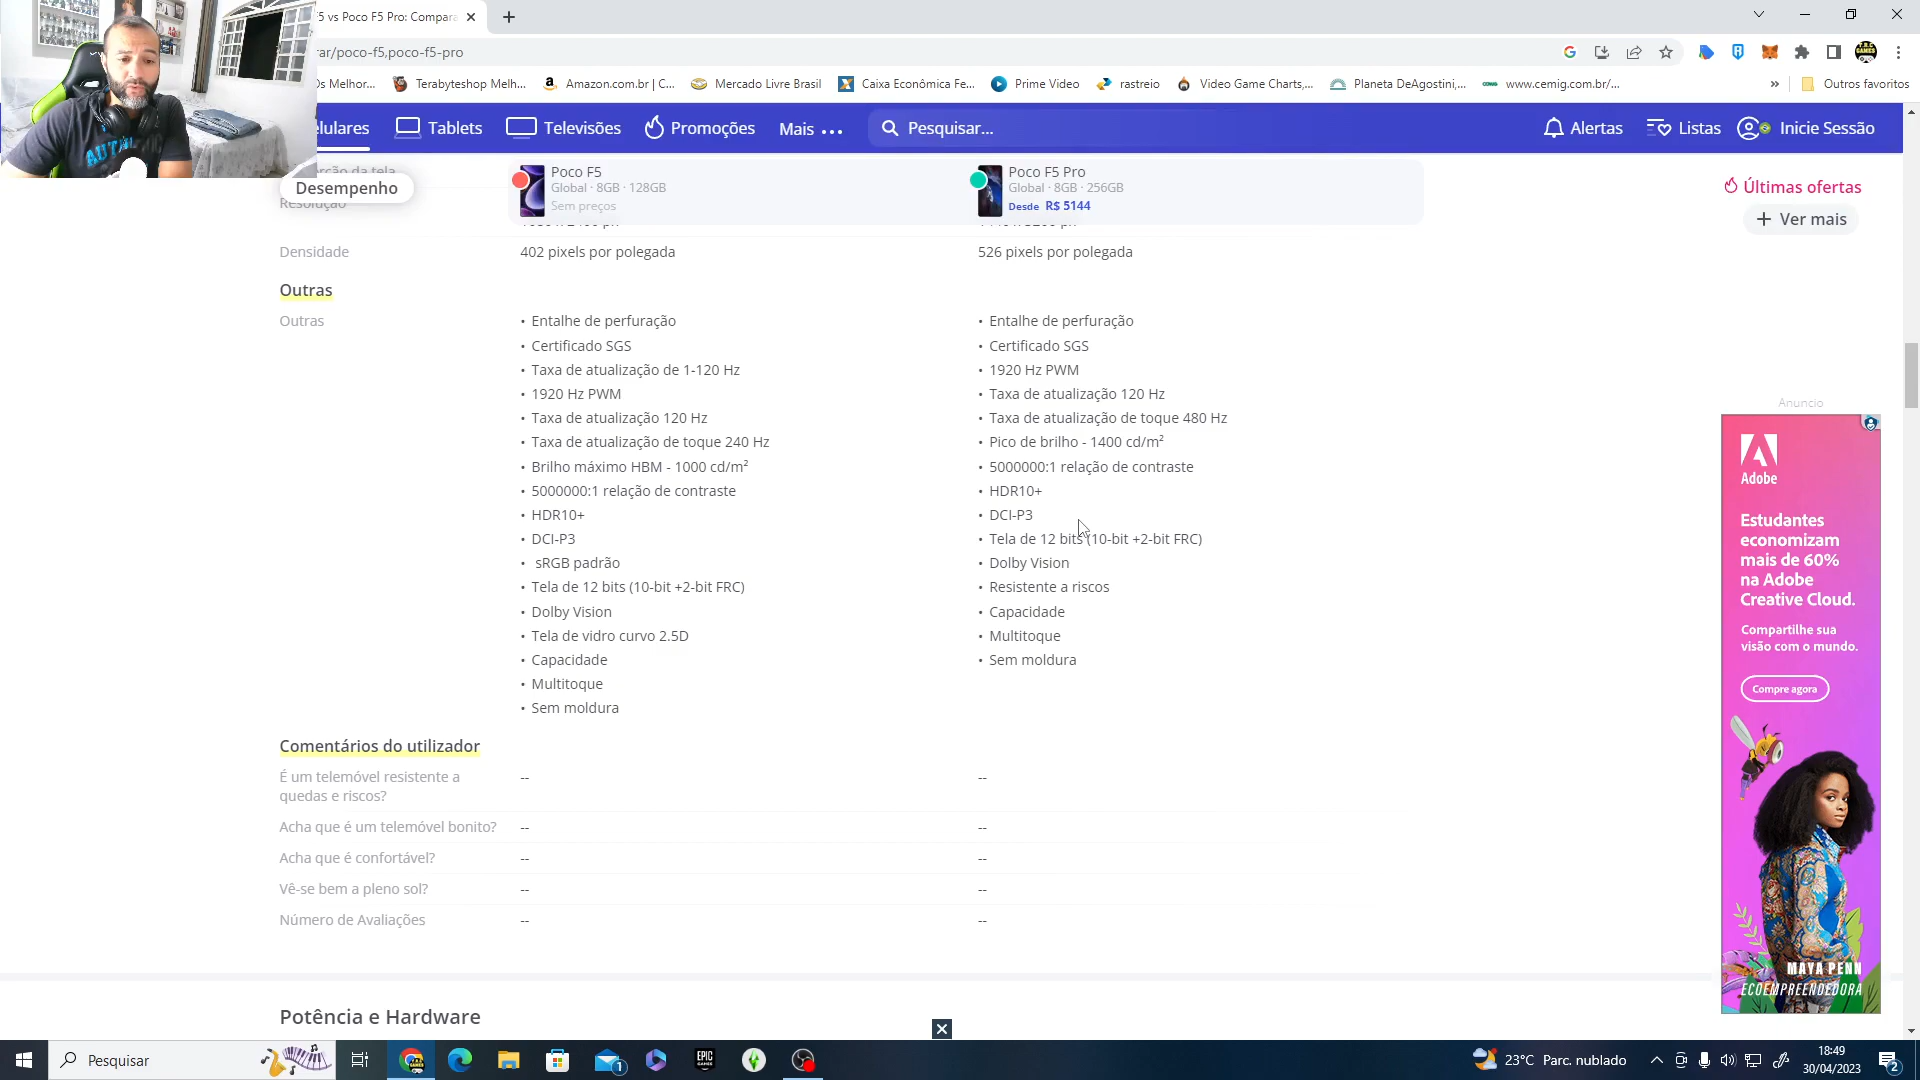 5 vs Poco F5 Pro: Compara
rar/poco-f5,poco-f5-pro
Os Melhor...
Terabyteshop Melh...
Amazon.com.br | C...
Mercado Livre Brasil
Caixa Econômica Fe...
Prime Video
rastreio
Video Game Charts,...
Planeta DeAgostini,...
www.cemig.com.br/...
»
Outros favoritos
elulares
Tablets
Televisões
Promoções
Mais
Pesquisar...
Alertas
Listas
Inicie Sessão
Desempenho
Resolução
Poco F5
Global · 8GB · 128GB
Sem preços
Poco F5 Pro
Global · 8GB · 256GB
Desde R$ 5144
Últimas ofertas
+ Ver mais
Densidade
402 pixels por polegada
526 pixels por polegada
Outras
Outras
• Entalhe de perfuração
• Certificado SGS
• Taxa de atualização de 1-120 Hz
• 1920 Hz PWM
• Taxa de atualização 120 Hz
• Taxa de atualização de toque 240 Hz
• Brilho máximo HBM - 1000 cd/m²
• 5000000:1 relação de contraste
• HDR10+
• DCI-P3
• sRGB padrão
• Tela de 12 bits (10-bit +2-bit FRC)
• Dolby Vision
• Tela de vidro curvo 2.5D
• Capacidade
• Multitoque
• Sem moldura
• Entalhe de perfuração
• Certificado SGS
• 1920 Hz PWM
• Taxa de atualização 120 Hz
• Taxa de atualização de toque 480 Hz
• Pico de brilho - 1400 cd/m²
• 5000000:1 relação de contraste
• HDR10+
• DCI-P3
• Tela de 12 bits (10-bit +2-bit FRC)
• Dolby Vision
• Resistente a riscos
• Capacidade
• Multitoque
• Sem moldura
Comentários do utilizador
É um telemóvel resistente a
quedas e riscos?
--
--
Acha que é um telemóvel bonito?
--
--
Acha que é confortável?
--
--
Vê-se bem a pleno sol?
--
--
Número de Avaliações
--
--
Potência e Hardware
Anuncio
Adobe
Estudantes
economizam
mais de 60%
na Adobe
Creative Cloud.
Compartilhe sua
visão com o mundo.
Compre agora
MAYA PENN
ECOEMPREENDEDORA
Pesquisar
1
EPIC
GAMES
23°C Parc. nublado
18:49
30/04/2023
2